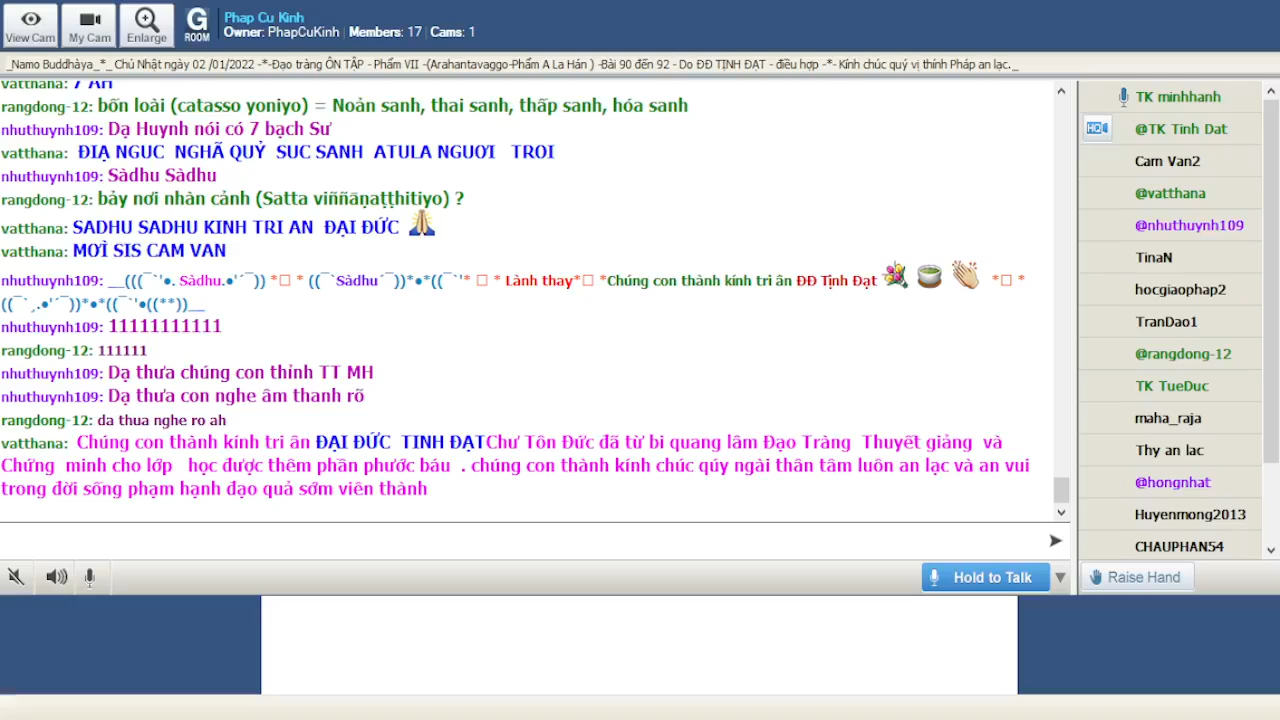 View Cam
My Cam
Enlarge
G
ROOM
Phap Cu Kinh
Owner: PhapCuKinh | Members: 17 | Cams: 1
_Namo Buddhàya_*_ Chú Nhật ngày 02 /01/2022 -*-Đạo tràng ÔN TẬP - Phẩm VII -(Arahantavaggo-Phẩm A La Hán ) -Bài 90 đến 92 - Do ĐĐ TỊNH ĐẠT - điều hợp -*- Kính chúc quý vị thính Pháp an lạc._
vatthana: 7 AH
rangdong-12: bốn loài (catasso yoniyo) = Noản sanh, thai sanh, thấp sanh, hóa sanh
nhuthuynh109: Dạ Huynh nói có 7 bạch Sư
vatthana: ĐIẠ NGUC NGHÃ QUỶ SUC SANH ATULA NGUƠI TROI
nhuthuynh109: Sàdhu Sàdhu
rangdong-12: bảy nơi nhàn cảnh (Satta viññāṇaṭṭhitiyo) ?
vatthana: SADHU SADHU KINH TRI AN ĐẠI ĐỨC 🙏
vatthana: MƠÌ SIS CAM VAN
nhuthuynh109: __(((¯`'•. Sàdhu.•'´¯)) *□ * ((¯`Sàdhu´¯))*•*((¯`'* □ * Lành thay*□ *Chúng con thành kính tri ân ĐĐ Tịnh Đạt 💐 🍵 👏 *□ *
((¯`¸.•'´¯))*•*((¯`'•((**))__
nhuthuynh109: 11111111111
rangdong-12: 111111
nhuthuynh109: Dạ thưa chúng con thỉnh TT MH
nhuthuynh109: Dạ thưa con nghe âm thanh rõ
rangdong-12: da thua nghe ro ah
vatthana: Chúng con thành kính tri ân ĐẠI ĐỨC TINH ĐẠTChư Tôn Đức đã từ bi quang lâm Đạo Tràng Thuyết giảng và
Chứng minh cho lớp học được thêm phần phước báu . chúng con thành kính chúc qúy ngài thân tâm luôn an lạc và an vui
trong đời sống phạm hạnh đạo quả sớm viên thành
Hold to Talk
TK minhhanh
HD
@TK Tinh Dat
Cam Van2
@vatthana
@nhuthuynh109
TinaN
hocgiaophap2
TranDao1
@rangdong-12
TK TueDuc
maha_raja
Thy an lac
@hongnhat
Huyenmong2013
CHAUPHAN54
Raise Hand